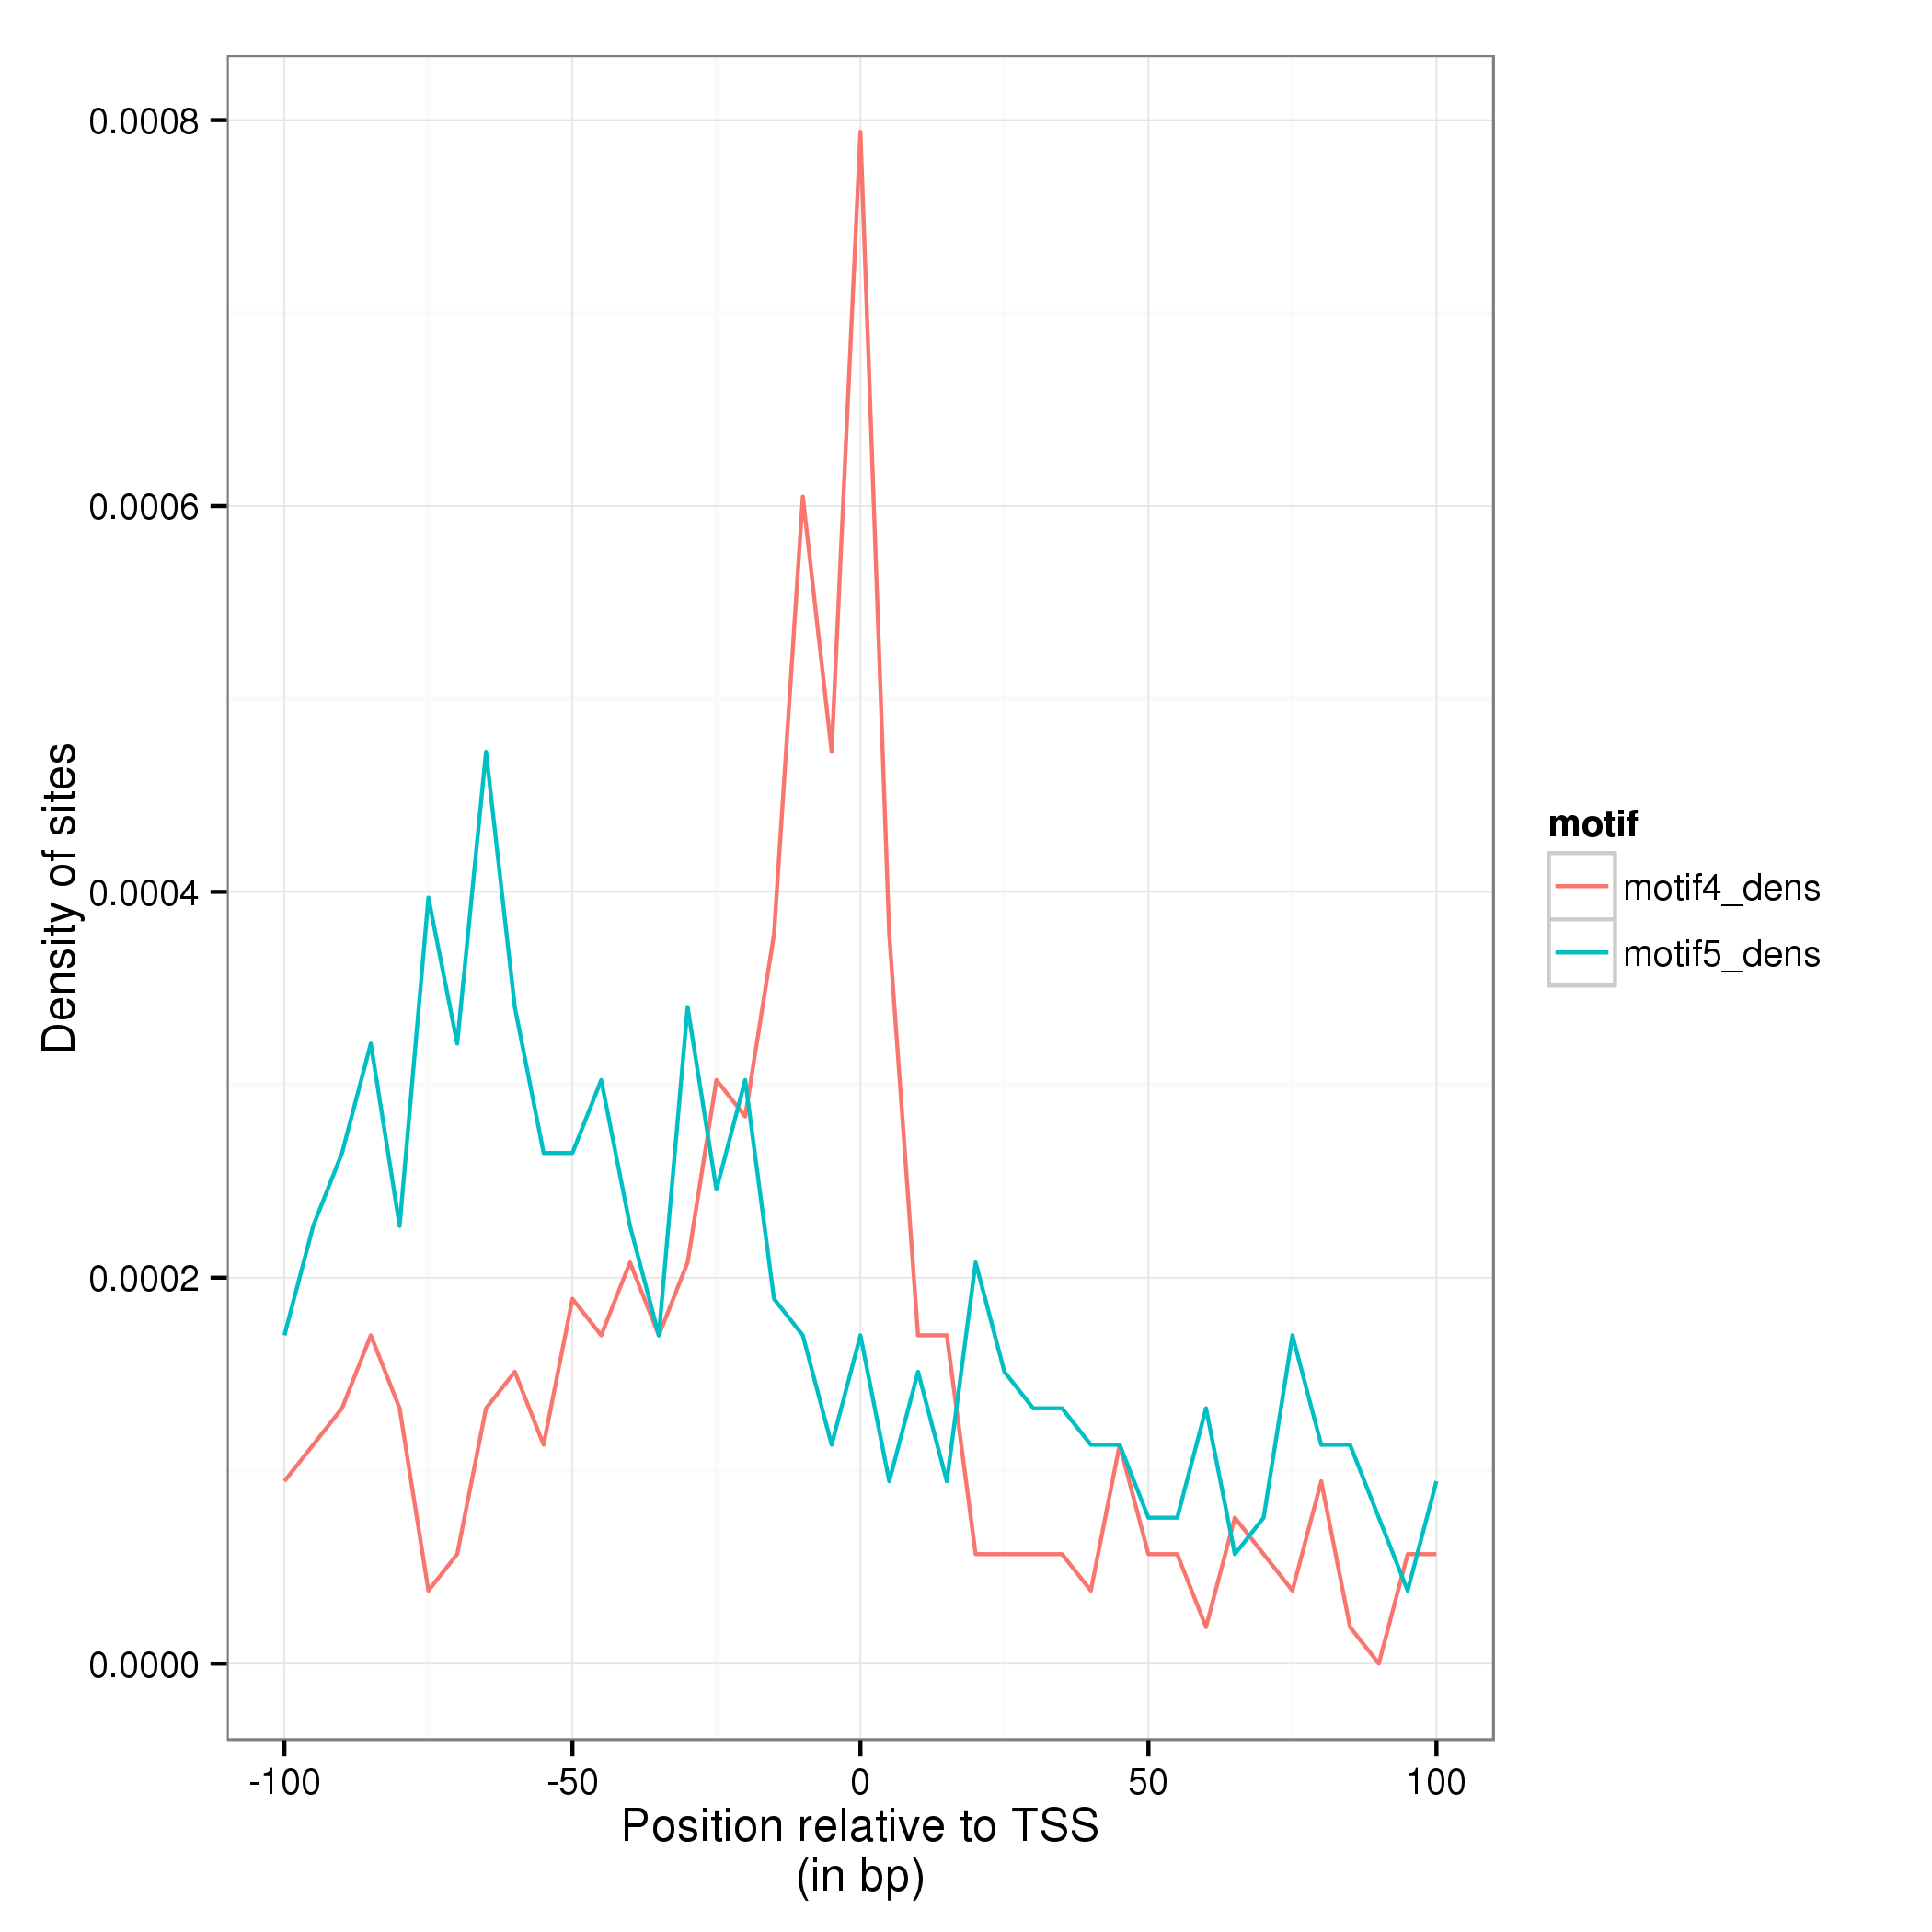 0.0008
0.0006
0.0004
0.0002
0.0000
Density of sites
-100
-50
0
50
100
Position relative to TSS
(in bp)
motif
motif4_dens
motif5_dens